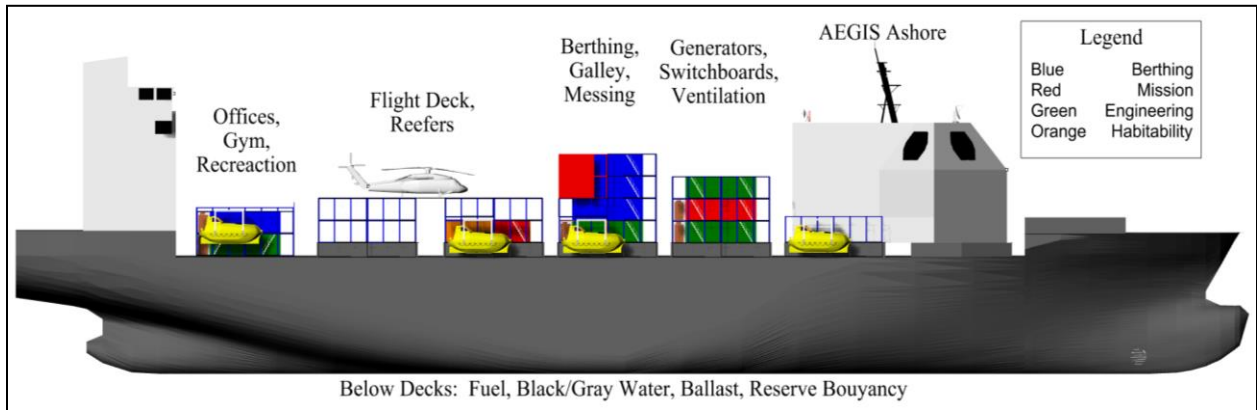 Offices,
Gym,
Recreaction
Flight Deck,
Reefers
Berthing,
Galley,
Messing
Generators,
Switchboards,
Ventilation
AEGIS Ashore
Legend
Blue Berthing
Red Mission
Green Engineering
Orange Habitability
Below Decks: Fuel, Black/Gray Water, Ballast, Reserve Bouyancy